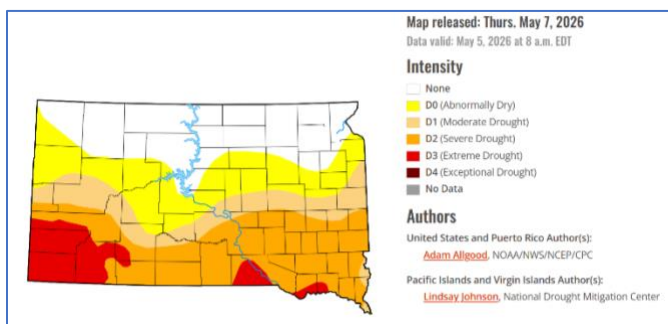 Map released: Thurs. May 7, 2026
Data valid: May 5, 2026 at 8 a.m. EDT
Intensity
None
D0 (Abnormally Dry)
D1 (Moderate Drought)
D2 (Severe Drought)
D3 (Extreme Drought)
D4 (Exceptional Drought)
No Data
Authors
United States and Puerto Rico Author(s):
Adam Allgood, NOAA/NWS/NCEP/CPC
Pacific Islands and Virgin Islands Author(s):
Lindsay Johnson, National Drought Mitigation Center